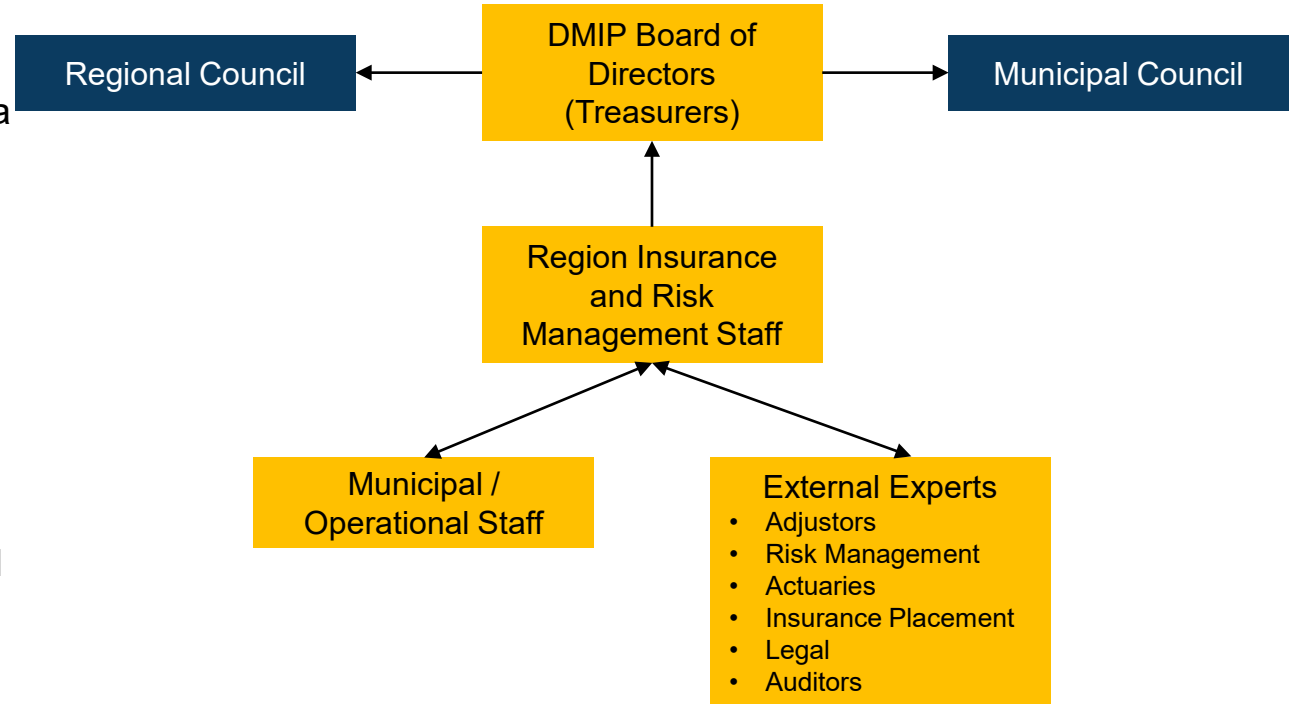 DMIP Board of
Directors
(Treasurers)
Regional Council
Municipal Council
a
Region Insurance
and Risk
Management Staff
Municipal /
Operational Staff
External Experts
• Adjustors
• Risk Management
• Actuaries
• Insurance Placement
• Legal
• Auditors